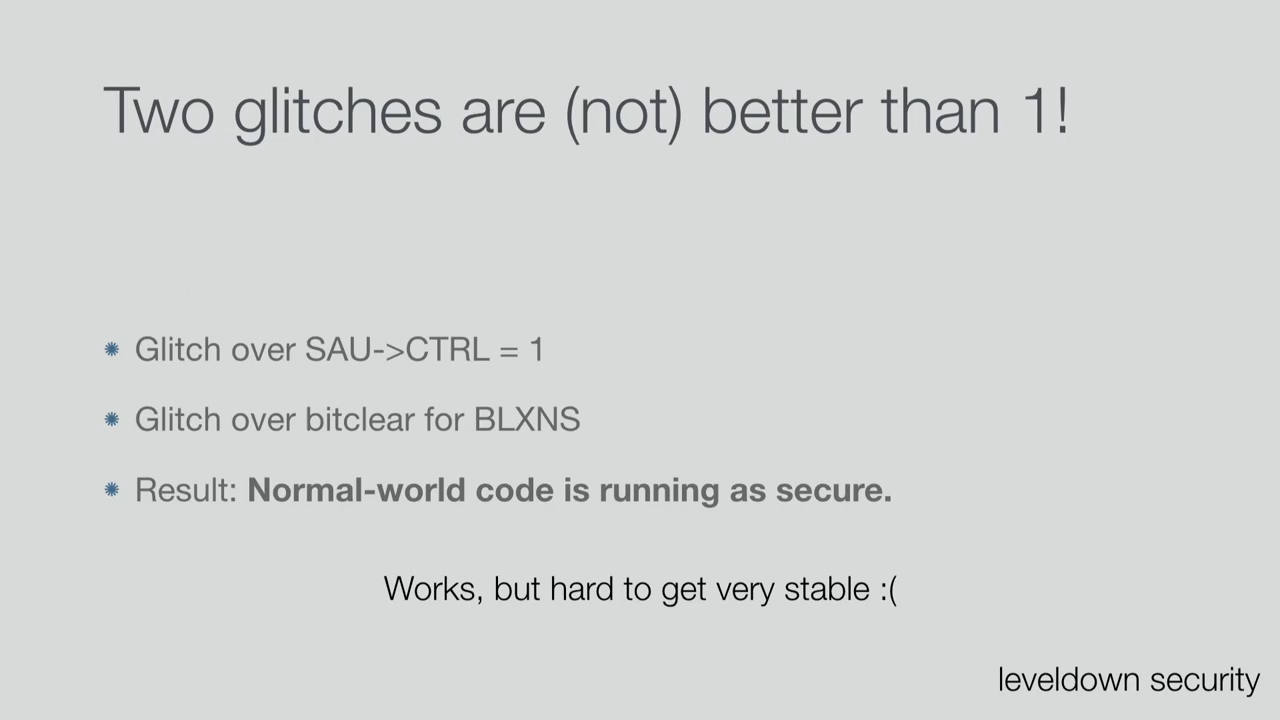 Two glitches are (not) better than 1!
Glitch over SAU->CTRL = 1
Glitch over bitclear for BLXNS
Result: Normal-world code is running as secure.
Works, but hard to get very stable :(
leveldown security